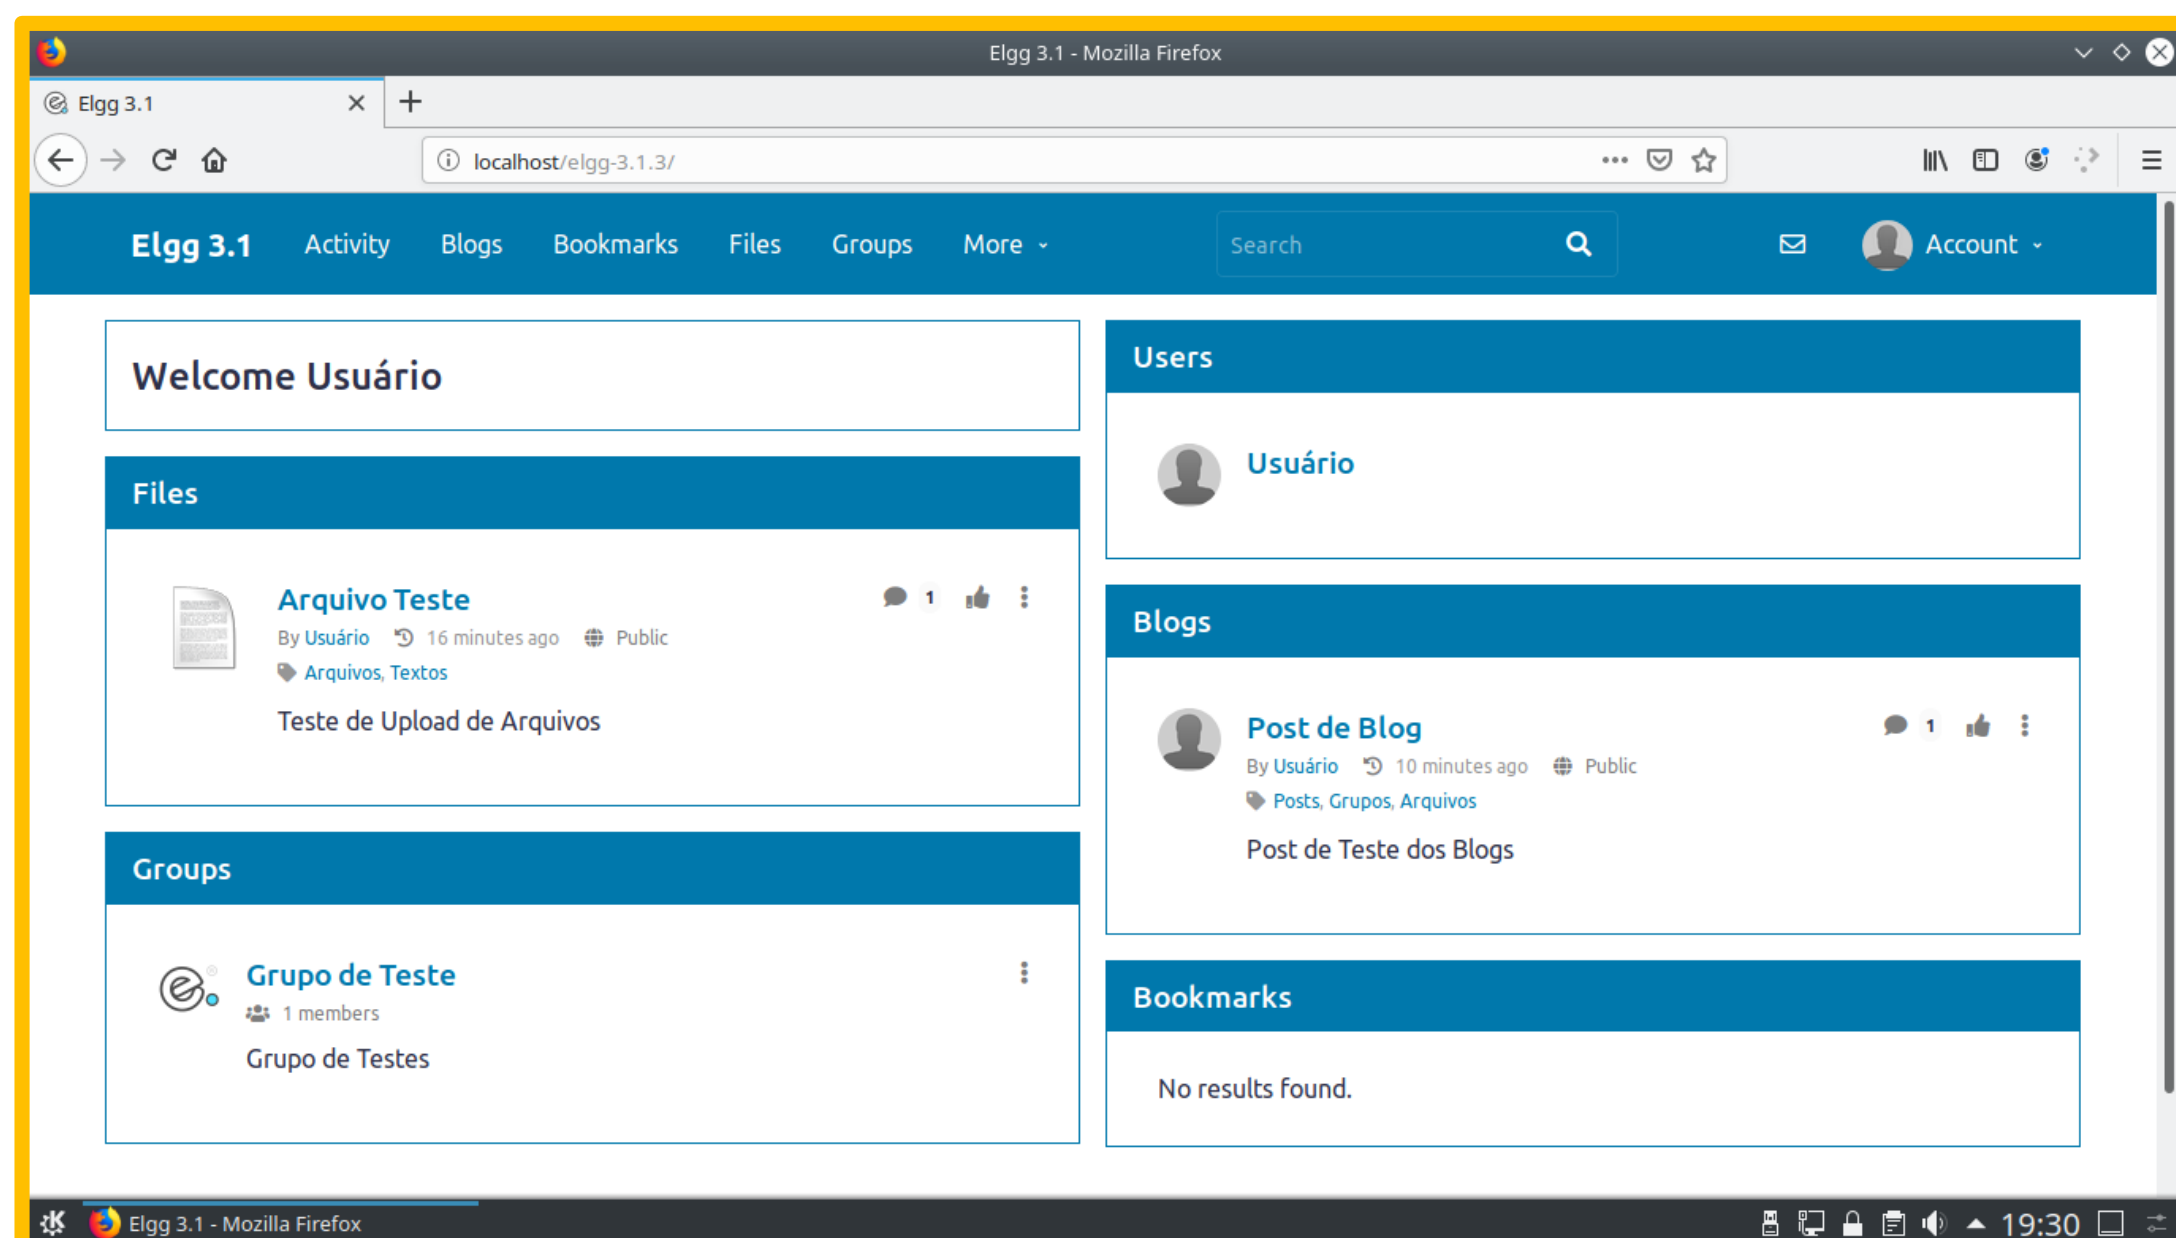 Elgg 3.1 - Mozilla Firefox
Elgg 3.1
localhost/elgg-3.1.3/
Elgg 3.1 Activity Blogs Bookmarks Files Groups More Search Account
Welcome Usuário
Files
Arquivo Teste 1
By Usuário 16 minutes ago Public
Arquivos, Textos
Teste de Upload de Arquivos
Groups
Grupo de Teste
1 members
Grupo de Testes
Users
Usuário
Blogs
Post de Blog 1
By Usuário 10 minutes ago Public
Posts, Grupos, Arquivos
Post de Teste dos Blogs
Bookmarks
No results found.
Elgg 3.1 - Mozilla Firefox 19:30